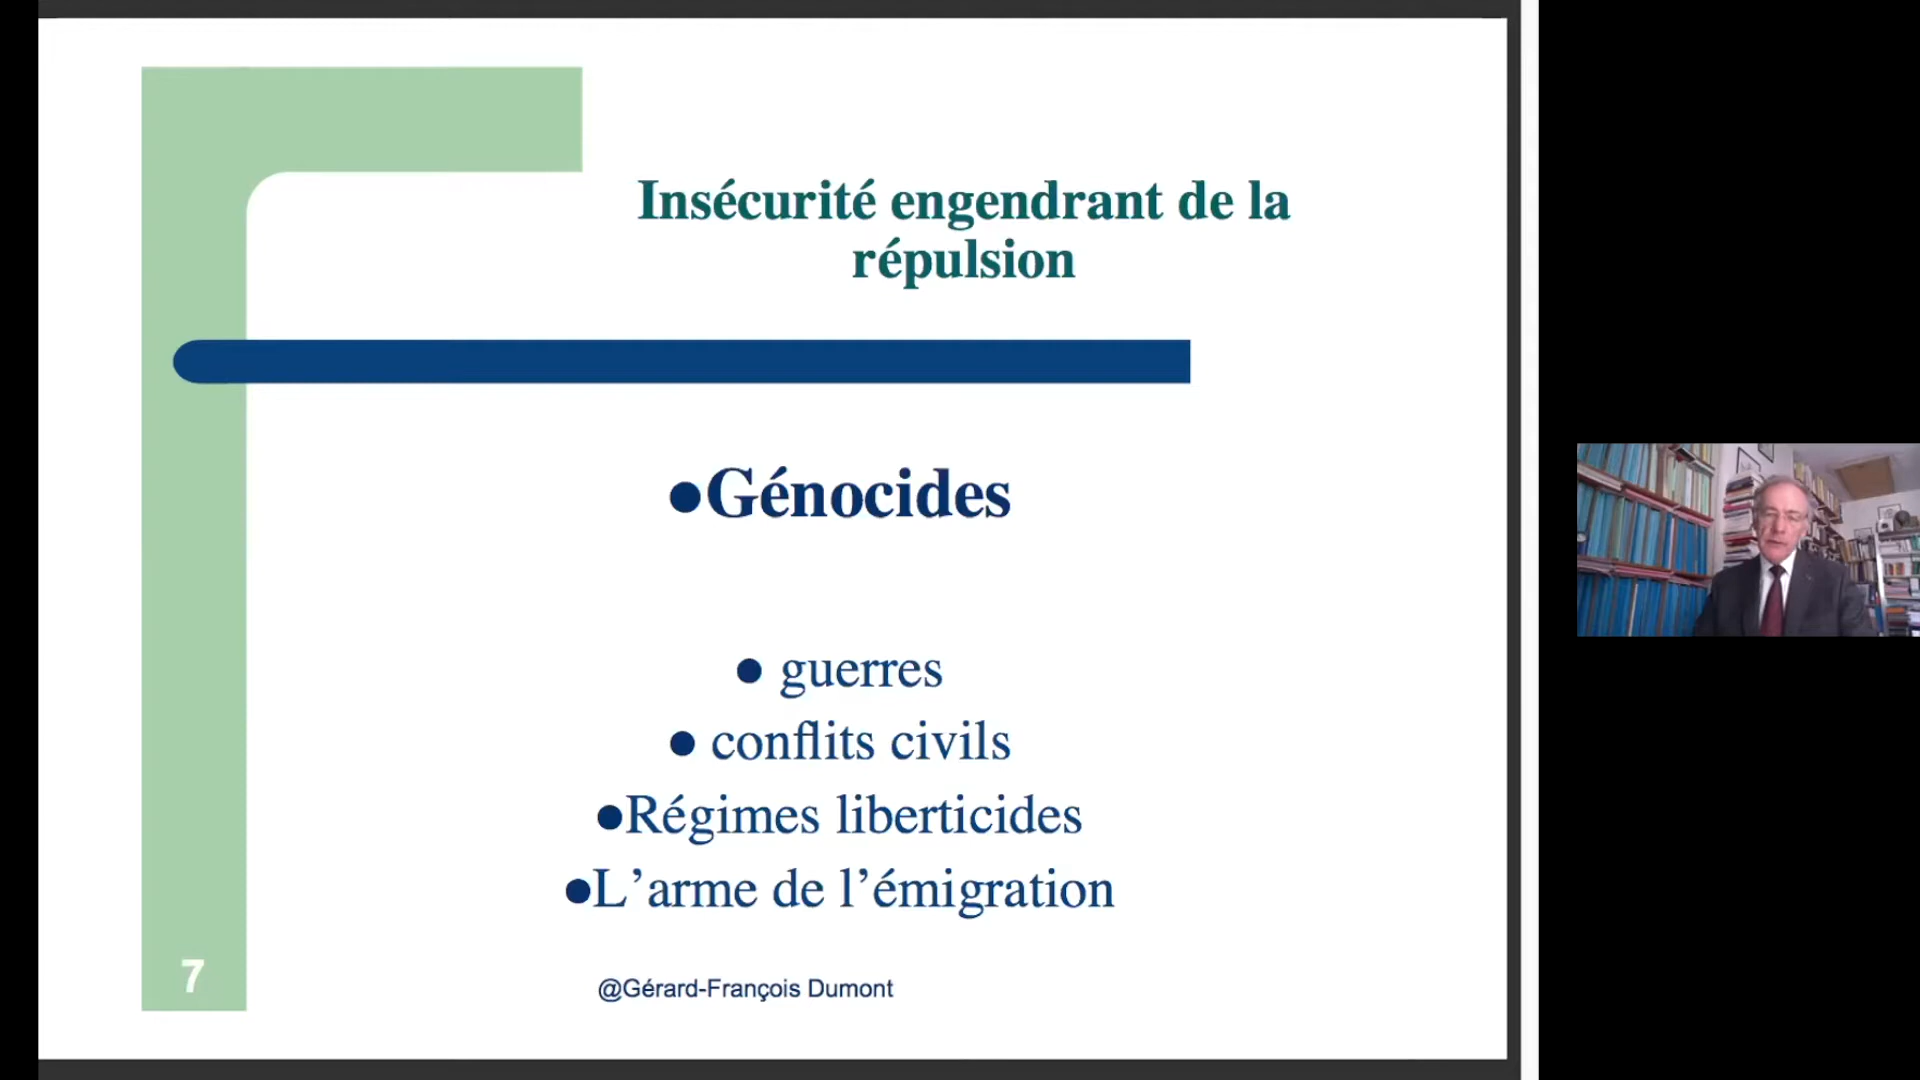 Insécurité engendrant de la
répulsion
●Génocides
● guerres
● conflits civils
●Régimes liberticides
●L’arme de l’émigration
7
@Gérard-François Dumont